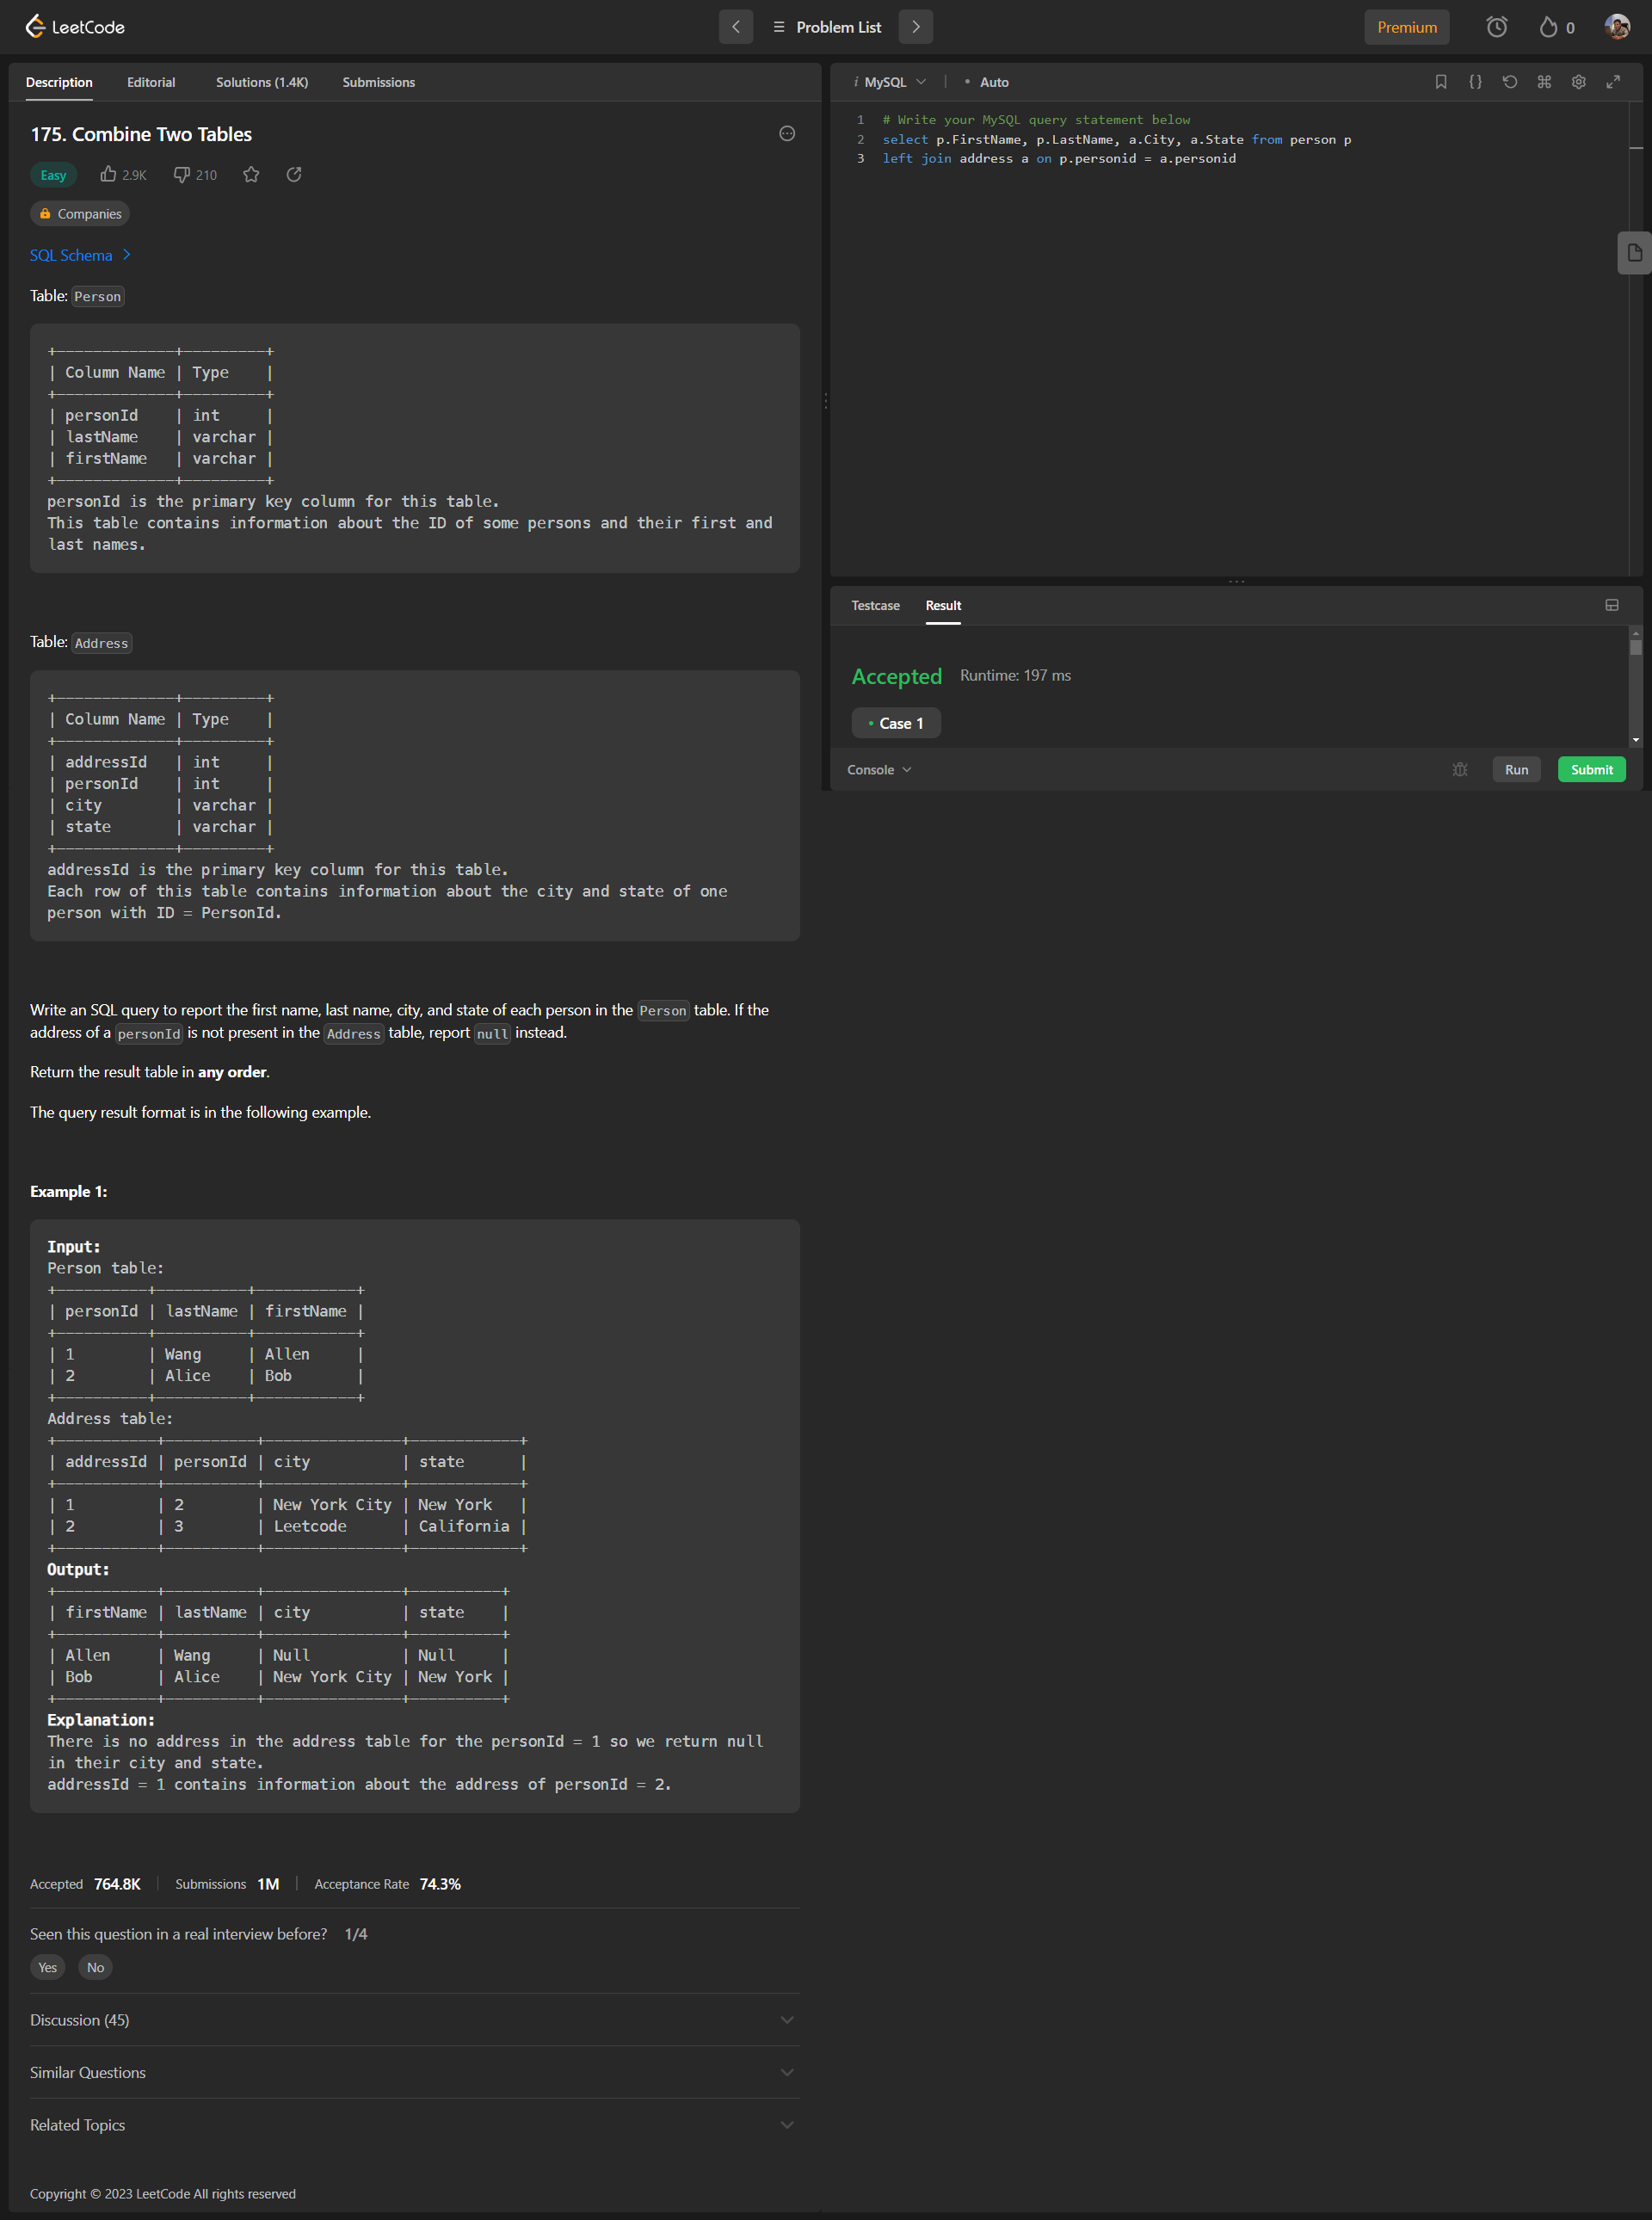 LeetCode
Problem List
Premium
0
Description Editorial Solutions (1.4K) Submissions
175. Combine Two Tables
Easy 2.9K 210
Companies
SQL Schema
Table: Person
+-------------+---------+
| Column Name | Type    |
+-------------+---------+
| personId    | int     |
| lastName    | varchar |
| firstName   | varchar |
+-------------+---------+
personId is the primary key column for this table.
This table contains information about the ID of some persons and their first and
last names.
Table: Address
+-------------+---------+
| Column Name | Type    |
+-------------+---------+
| addressId   | int     |
| personId    | int     |
| city        | varchar |
| state       | varchar |
+-------------+---------+
addressId is the primary key column for this table.
Each row of this table contains information about the city and state of one
person with ID = PersonId.
Write an SQL query to report the first name, last name, city, and state of each person in the Person table. If the
address of a personId is not present in the Address table, report null instead.
Return the result table in any order.
The query result format is in the following example.
Example 1:
Input:
Person table:
+----------+----------+-----------+
| personId | lastName | firstName |
+----------+----------+-----------+
| 1        | Wang     | Allen     |
| 2        | Alice    | Bob       |
+----------+----------+-----------+
Address table:
+-----------+----------+---------------+------------+
| addressId | personId | city          | state      |
+-----------+----------+---------------+------------+
| 1         | 2        | New York City | New York   |
| 2         | 3        | Leetcode      | California |
+-----------+----------+---------------+------------+
Output:
+-----------+----------+---------------+----------+
| firstName | lastName | city          | state    |
+-----------+----------+---------------+----------+
| Allen     | Wang     | Null          | Null     |
| Bob       | Alice    | New York City | New York |
+-----------+----------+---------------+----------+
Explanation:
There is no address in the address table for the personId = 1 so we return null
in their city and state.
addressId = 1 contains information about the address of personId = 2.
Accepted 764.8K | Submissions 1M | Acceptance Rate 74.3%
Seen this question in a real interview before? 1/4
Yes No
Discussion (45)
Similar Questions
Related Topics
Copyright © 2023 LeetCode All rights reserved
i MySQL | • Auto
{}
1 # Write your MySQL query statement below
2 select p.FirstName, p.LastName, a.City, a.State from person p
3 left join address a on p.personid = a.personid
Testcase Result
Accepted Runtime: 197 ms
• Case 1
Console Run Submit